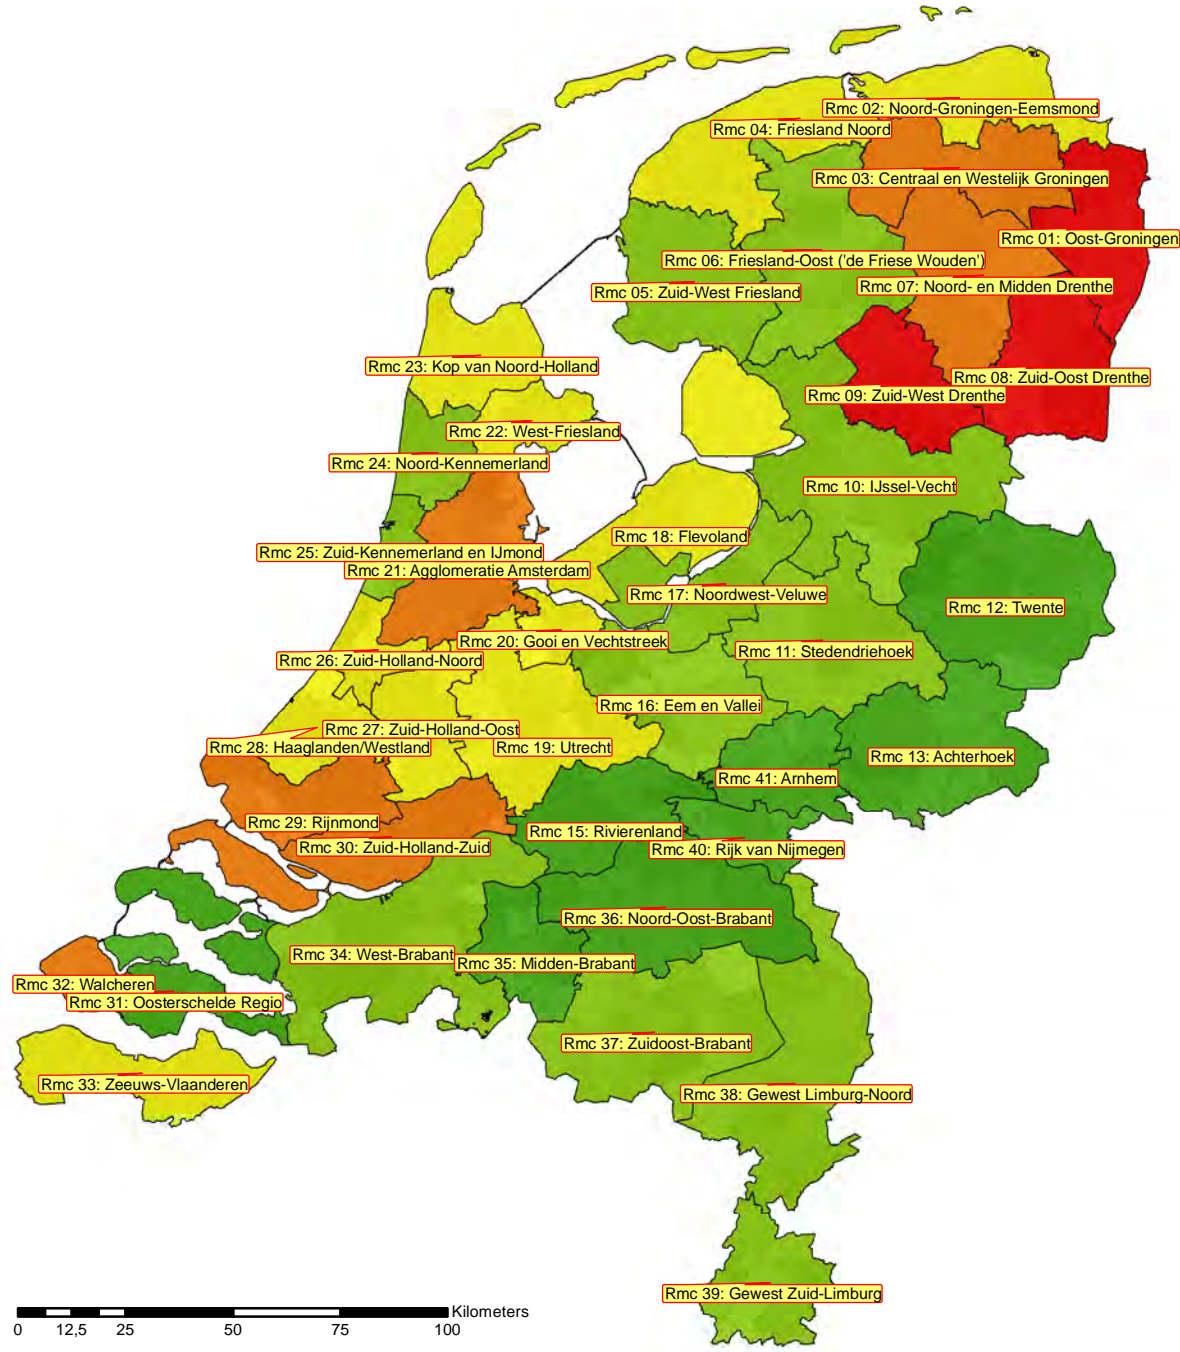 Rmc 02: Noord-Groningen-Eemsmond
Rmc 04: Friesland Noord
Rmc 03: Centraal en Westelijk Groningen
Rmc 01: Oost-Groningen
Rmc 06: Friesland-Oost ('de Friese Wouden')
Rmc 07: Noord- en Midden Drenthe
Rmc 05: Zuid-West Friesland
Rmc 23: Kop van Noord-Holland
Rmc 08: Zuid-Oost Drenthe
Rmc 09: Zuid-West Drenthe
Rmc 22: West-Friesland
Rmc 24: Noord-Kennemerland
Rmc 10: IJssel-Vecht
Rmc 18: Flevoland
Rmc 25: Zuid-Kennemerland en IJmond
Rmc 21: Agglomeratie Amsterdam
Rmc 17: Noordwest-Veluwe
Rmc 12: Twente
Rmc 20: Gooi en Vechtstreek
Rmc 11: Stedendriehoek
Rmc 26: Zuid-Holland-Noord
Rmc 16: Eem en Vallei
Rmc 27: Zuid-Holland-Oost
Rmc 28: Haaglanden/Westland
Rmc 19: Utrecht
Rmc 13: Achterhoek
Rmc 41: Arnhem
Rmc 29: Rijnmond
Rmc 15: Rivierenland
Rmc 30: Zuid-Holland-Zuid
Rmc 40: Rijk van Nijmegen
Rmc 36: Noord-Oost-Brabant
Rmc 34: West-Brabant
Rmc 35: Midden-Brabant
Rmc 32: Walcheren
Rmc 31: Oosterschelde Regio
Rmc 37: Zuidoost-Brabant
Rmc 33: Zeeuws-Vlaanderen
Rmc 38: Gewest Limburg-Noord
Rmc 39: Gewest Zuid-Limburg
Kilometers
0 12,5 25 50 75 100